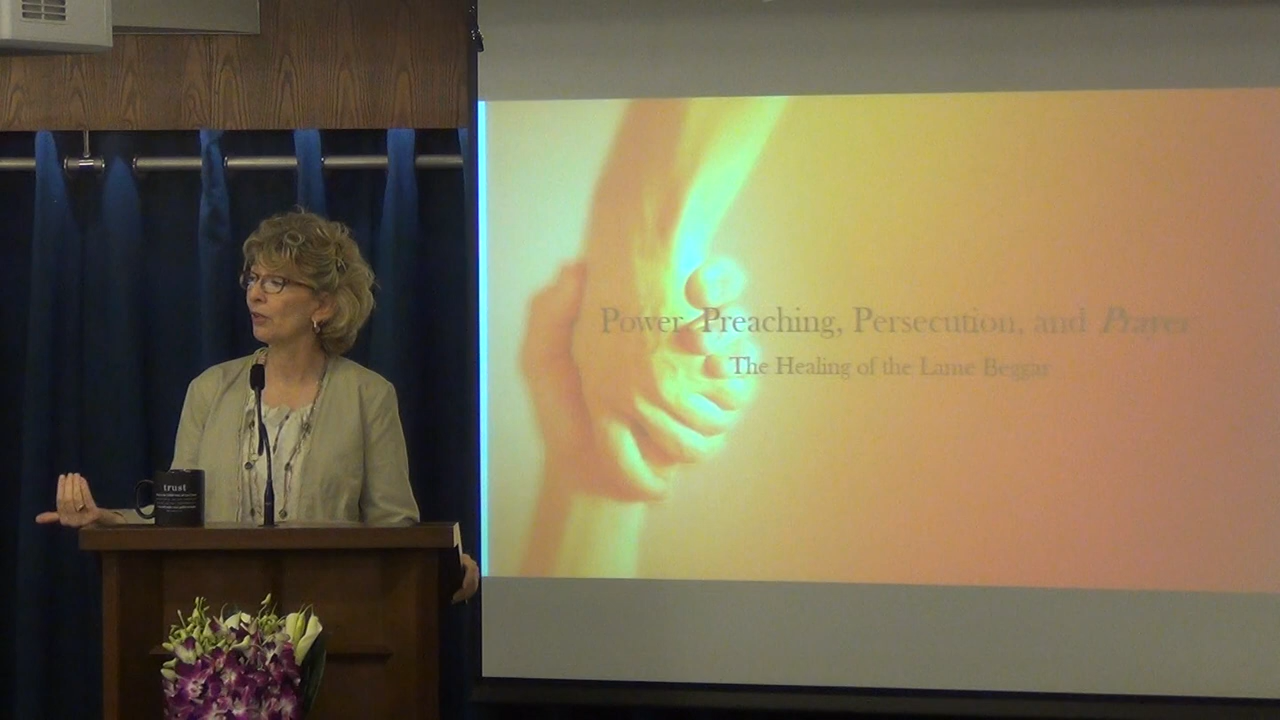 Power, Preaching, Persecution, and Prayer
The Healing of the Lame Beggar
trust